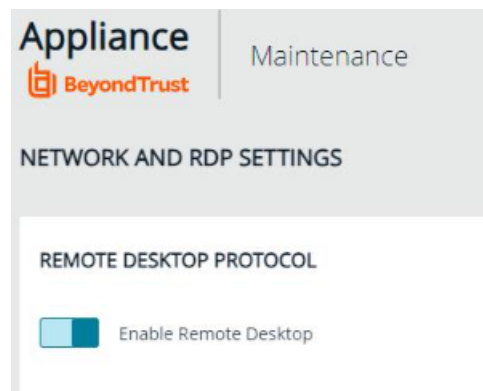 Appliance
BeyondTrust
Maintenance
NETWORK AND RDP SETTINGS
REMOTE DESKTOP PROTOCOL
Enable Remote Desktop